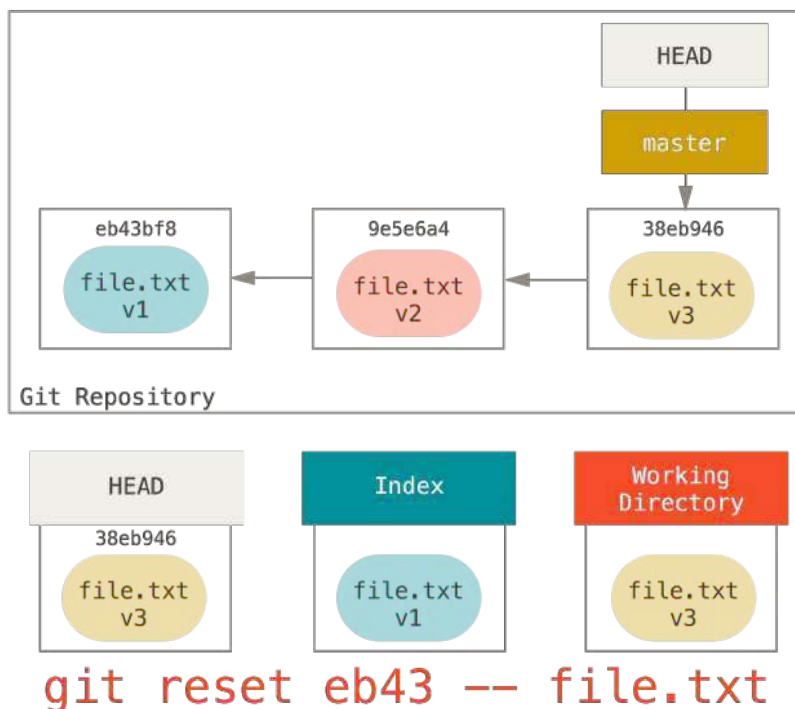 HEAD
master
eb43bf8
file.txt
v1
9e5e6a4
file.txt
v2
38eb946
file.txt
v3
Git Repository
HEAD
38eb946
file.txt
v3
Index
file.txt
v1
Working
Directory
file.txt
v3
git reset eb43 -- file.txt